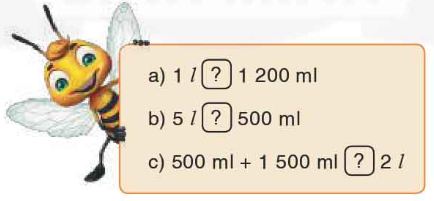 a) 1 l ? 1 200 ml
b) 5 l ? 500 ml
c) 500 ml + 1 500 ml ? 2 l